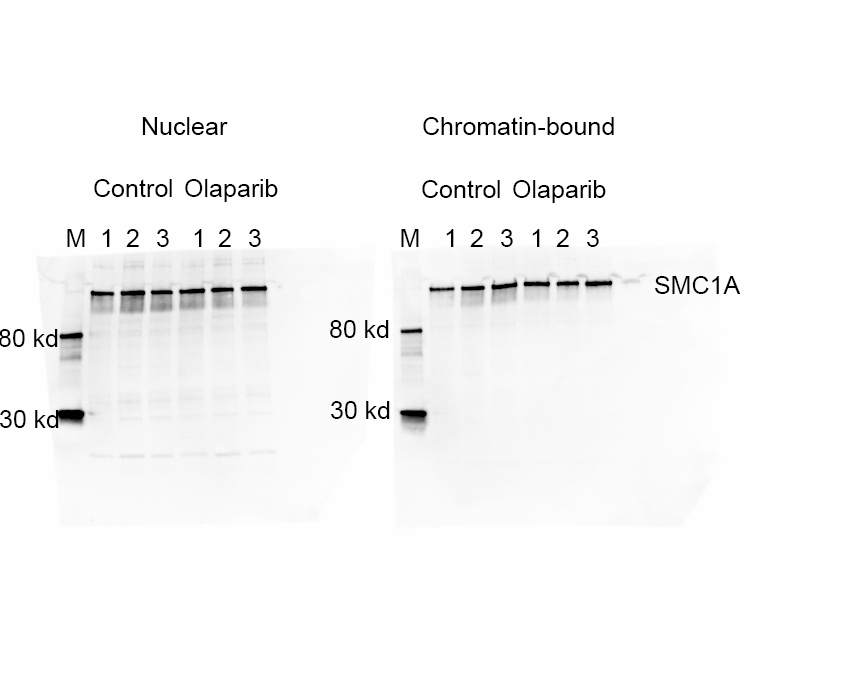 Nuclear
Chromatin-bound
Control Olaparib
Control Olaparib
M 1 2 3 1 2 3
M 1 2 3 1 2 3
SMC1A
80 kd
80 kd
30 kd
30 kd